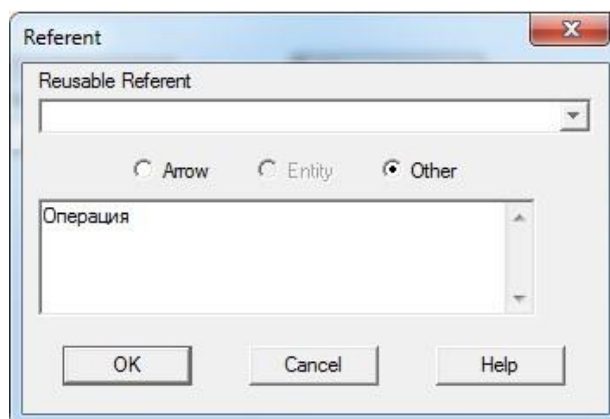 Referent
Reusable Referent
Arrow Entity Other
Операция
OK Cancel Help